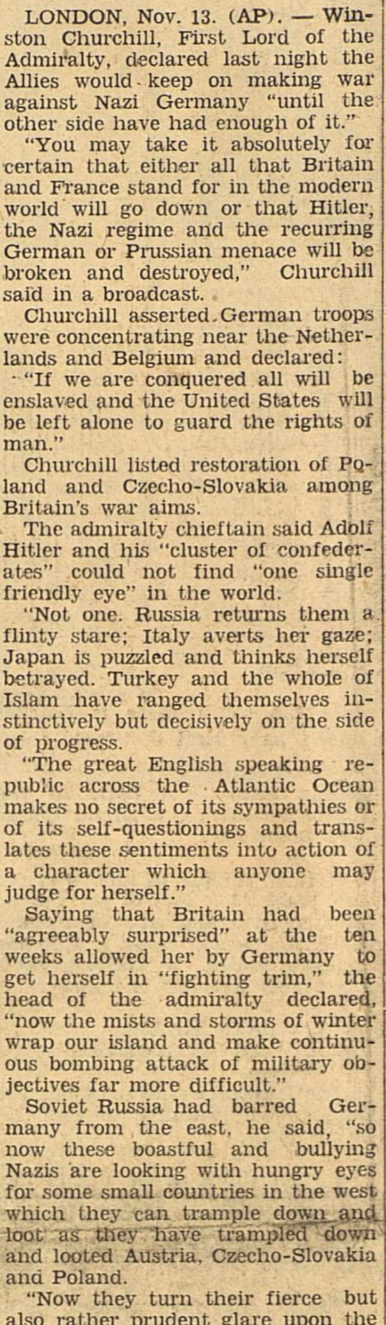 LONDON, Nov. 13. (AP). — Win-
ston Churchill, First Lord of the
Admiralty, declared last night the
Allies would keep on making war
against Nazi Germany “until the
other side have had enough of it.”
“You may take it absolutely for
certain that either all that Britain
and France stand for in the modern
world will go down or that Hitler,
the Nazi regime and the recurring
German or Prussian menace will be
broken and destroyed,” Churchill
said in a broadcast.
Churchill asserted German troops
were concentrating near the Nether-
lands and Belgium and declared:
“If we are conquered all will be
enslaved and the United States will
be left alone to guard the rights of
man.”
Churchill listed restoration of Po-
land and Czecho-Slovakia among
Britain's war aims.
The admiralty chieftain said Adolf
Hitler and his “cluster of confeder-
ates” could not find “one single
friendly eye” in the world.
“Not one. Russia returns them a
flinty stare; Italy averts her gaze;
Japan is puzzled and thinks herself
betrayed. Turkey and the whole of
Islam have ranged themselves in-
stinctively but decisively on the side
of progress.
“The great English speaking re-
public across the Atlantic Ocean
makes no secret of its sympathies or
of its self-questionings and trans-
lates these sentiments into action of
a character which anyone may
judge for herself.”
Saying that Britain had been
“agreeably surprised” at the ten
weeks allowed her by Germany to
get herself in “fighting trim,” the
head of the admiralty declared,
“now the mists and storms of winter
wrap our island and make continu-
ous bombing attack of military ob-
jectives far more difficult.”
Soviet Russia had barred Ger-
many from the east, he said, “so
now these boastful and bullying
Nazis are looking with hungry eyes
for some small countries in the west
which they can trample down and
loot as they have trampled down
and looted Austria, Czecho-Slovakia
and Poland.
“Now they turn their fierce but
also rather prudent glare upon the